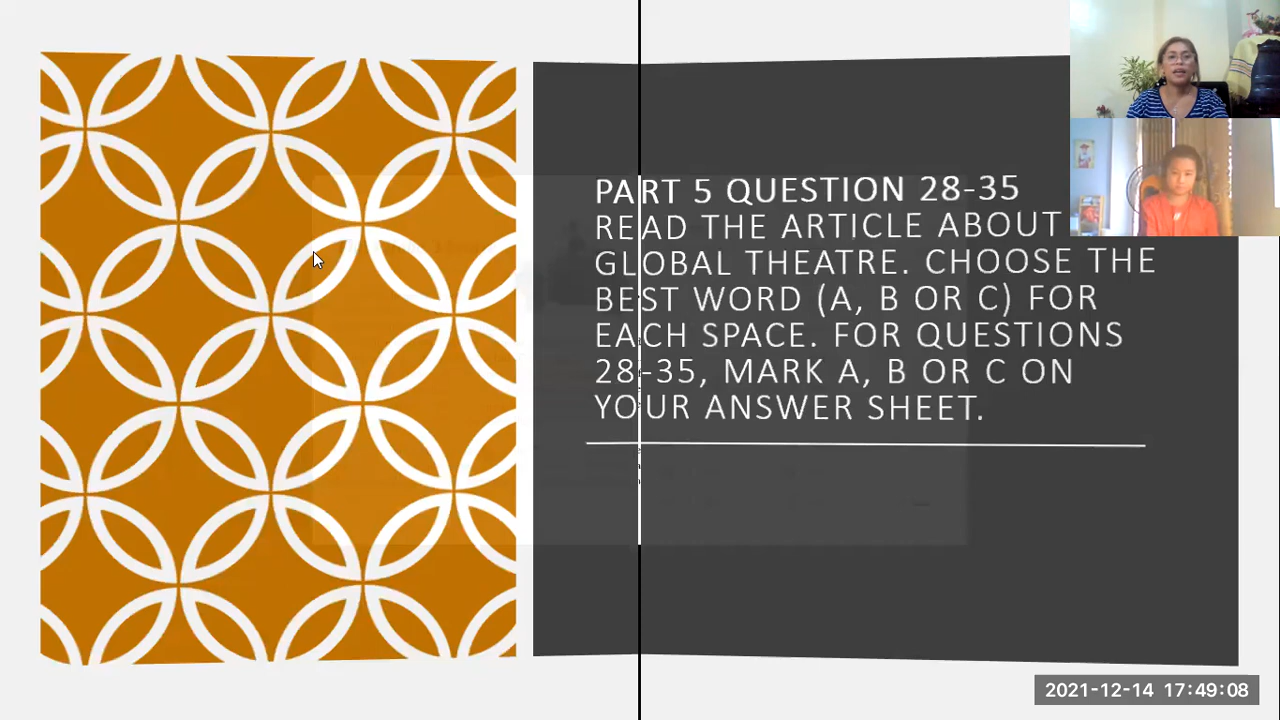 PART 5 QUESTION 28-35
READ THE ARTICLE ABOUT
GLOBAL THEATRE. CHOOSE THE
BEST WORD (A, B OR C) FOR
EACH SPACE. FOR QUESTIONS
28-35, MARK A, B OR C ON
YOUR ANSWER SHEET.
2021-12-14 17:49:08